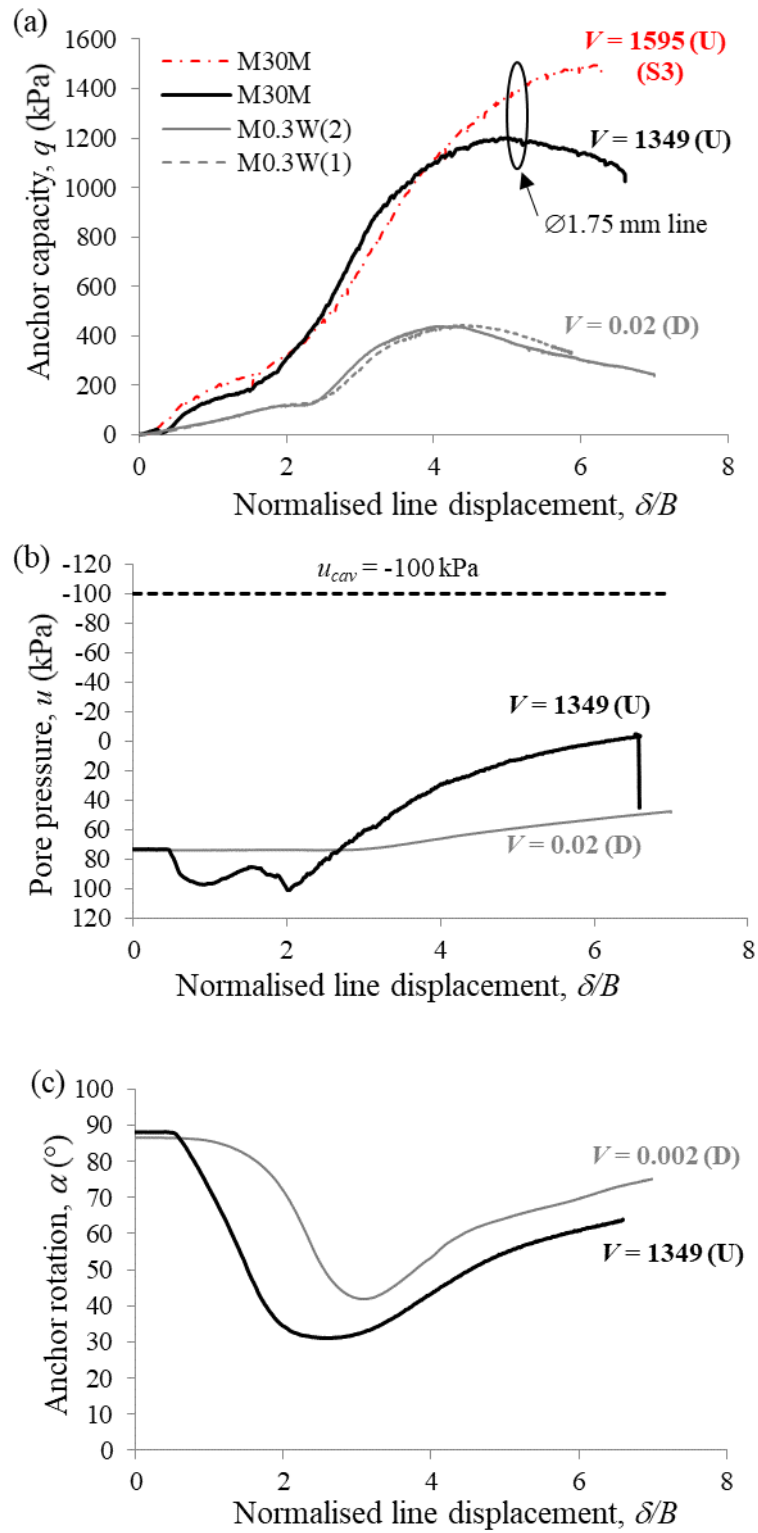 (a)
Anchor capacity, q (kPa)
1600
1400
1200
1000
800
600
400
200
0
M30M
M30M
M0.3W(2)
M0.3W(1)
V = 1595 (U)
(S3)
V = 1349 (U)
∅1.75 mm line
V = 0.02 (D)
0 2 4 6 8
Normalised line displacement, δ/B
(b)
Pore pressure, u (kPa)
-120
-100
-80
-60
-40
-20
0
20
40
60
80
100
120
u_cav = -100 kPa
V = 1349 (U)
V = 0.02 (D)
0 2 4 6 8
Normalised line displacement, δ/B
(c)
Anchor rotation, α (°)
100
90
80
70
60
50
40
30
20
10
0
V = 0.002 (D)
V = 1349 (U)
0 2 4 6 8
Normalised line displacement, δ/B